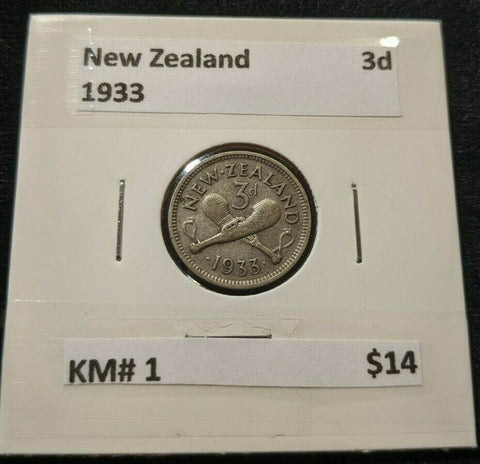 New Zealand 3d
1933
NEW·ZEALAND
3d
·1933·
KM# 1 $14